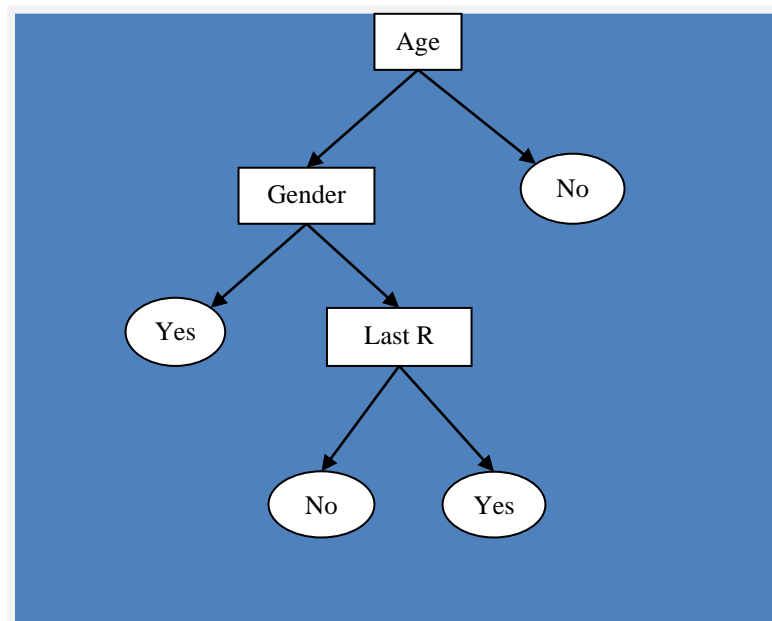 Age
Gender
No
Yes
Last R
No
Yes